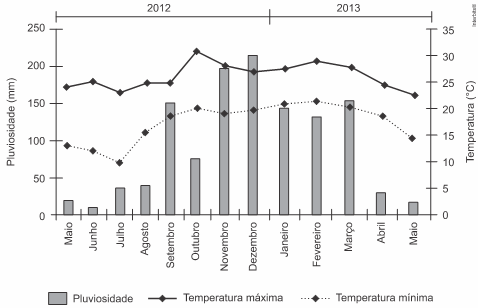 2012 2013
Interbits®
250 35
200 30
150 25
100 20
50 15
0 10
5
0
Pluviosidade (mm)
Temperatura (°C)
Maio
Junho
Julho
Agosto
Setembro
Outubro
Novembro
Dezembro
Janeiro
Fevereiro
Março
Abril
Maio
Pluviosidade Temperatura máxima Temperatura mínima